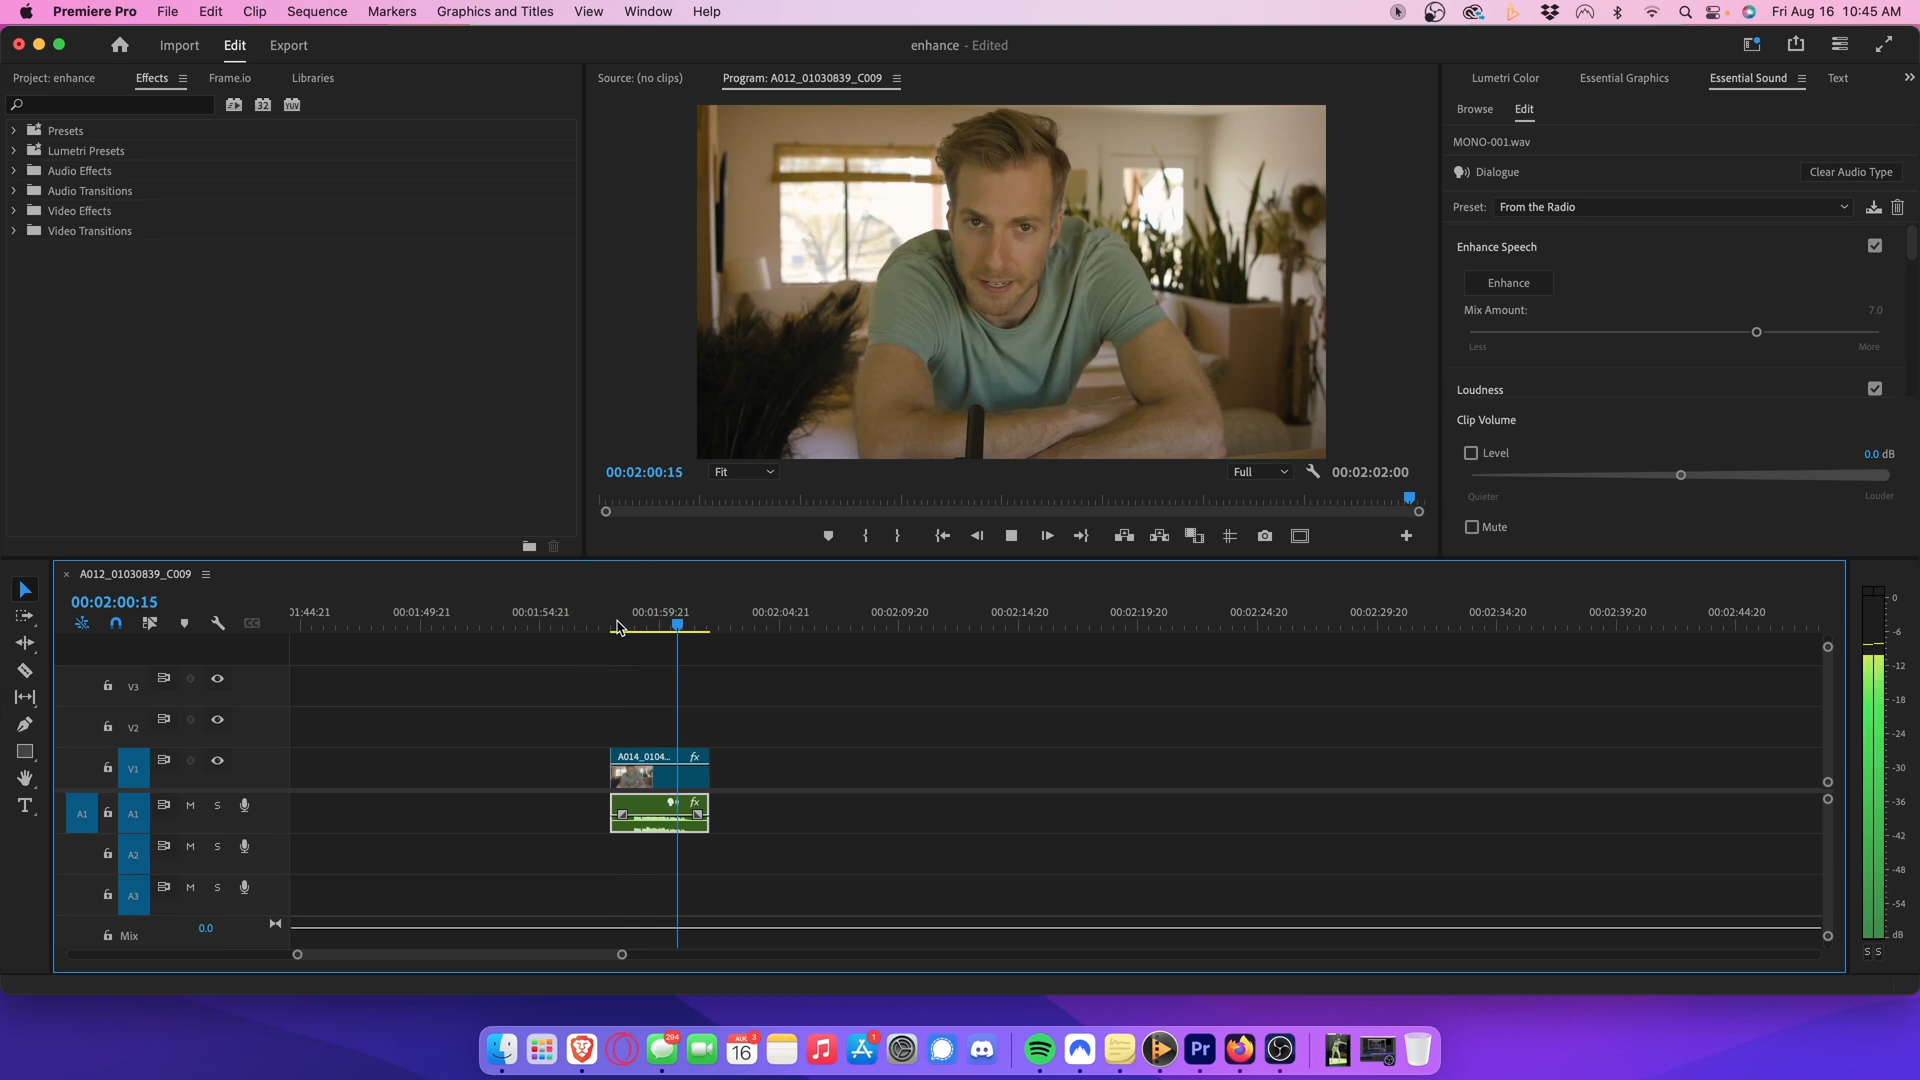 Premiere Pro File Edit Clip Sequence Markers Graphics and Titles View Window Help Fri Aug 16 10:45 AM
Import Edit Export enhance - Edited
Project: enhance Effects Frame.io Libraries
32 YUV
Presets
Lumetri Presets
Audio Effects
Audio Transitions
Video Effects
Video Transitions
Source: (no clips) Program: A012_01030839_C009
00:02:00:15 Fit Full 00:02:02:00
Lumetri Color Essential Graphics Essential Sound Text
Browse Edit
MONO-001.wav
Dialogue Clear Audio Type
Preset: From the Radio
Enhance Speech
Enhance
Mix Amount: 7.0
Less More
Loudness
Clip Volume
Level 0.0 dB
Quieter Louder
Mute
A012_01030839_C009
00:02:00:15
01:44:21 00:01:49:21 00:01:54:21 00:01:59:21 00:02:04:21 00:02:09:20 00:02:14:20 00:02:19:20 00:02:24:20 00:02:29:20 00:02:34:20 00:02:39:20 00:02:44:20
V3
V2
V1 A014_0104... fx
A1 A1 M S fx
A2 M S
A3 M S
Mix 0.0
0
-6
-12
-18
-24
-30
-36
-42
-48
-54
dB
S S
294 AUG 16 3 1 Pr